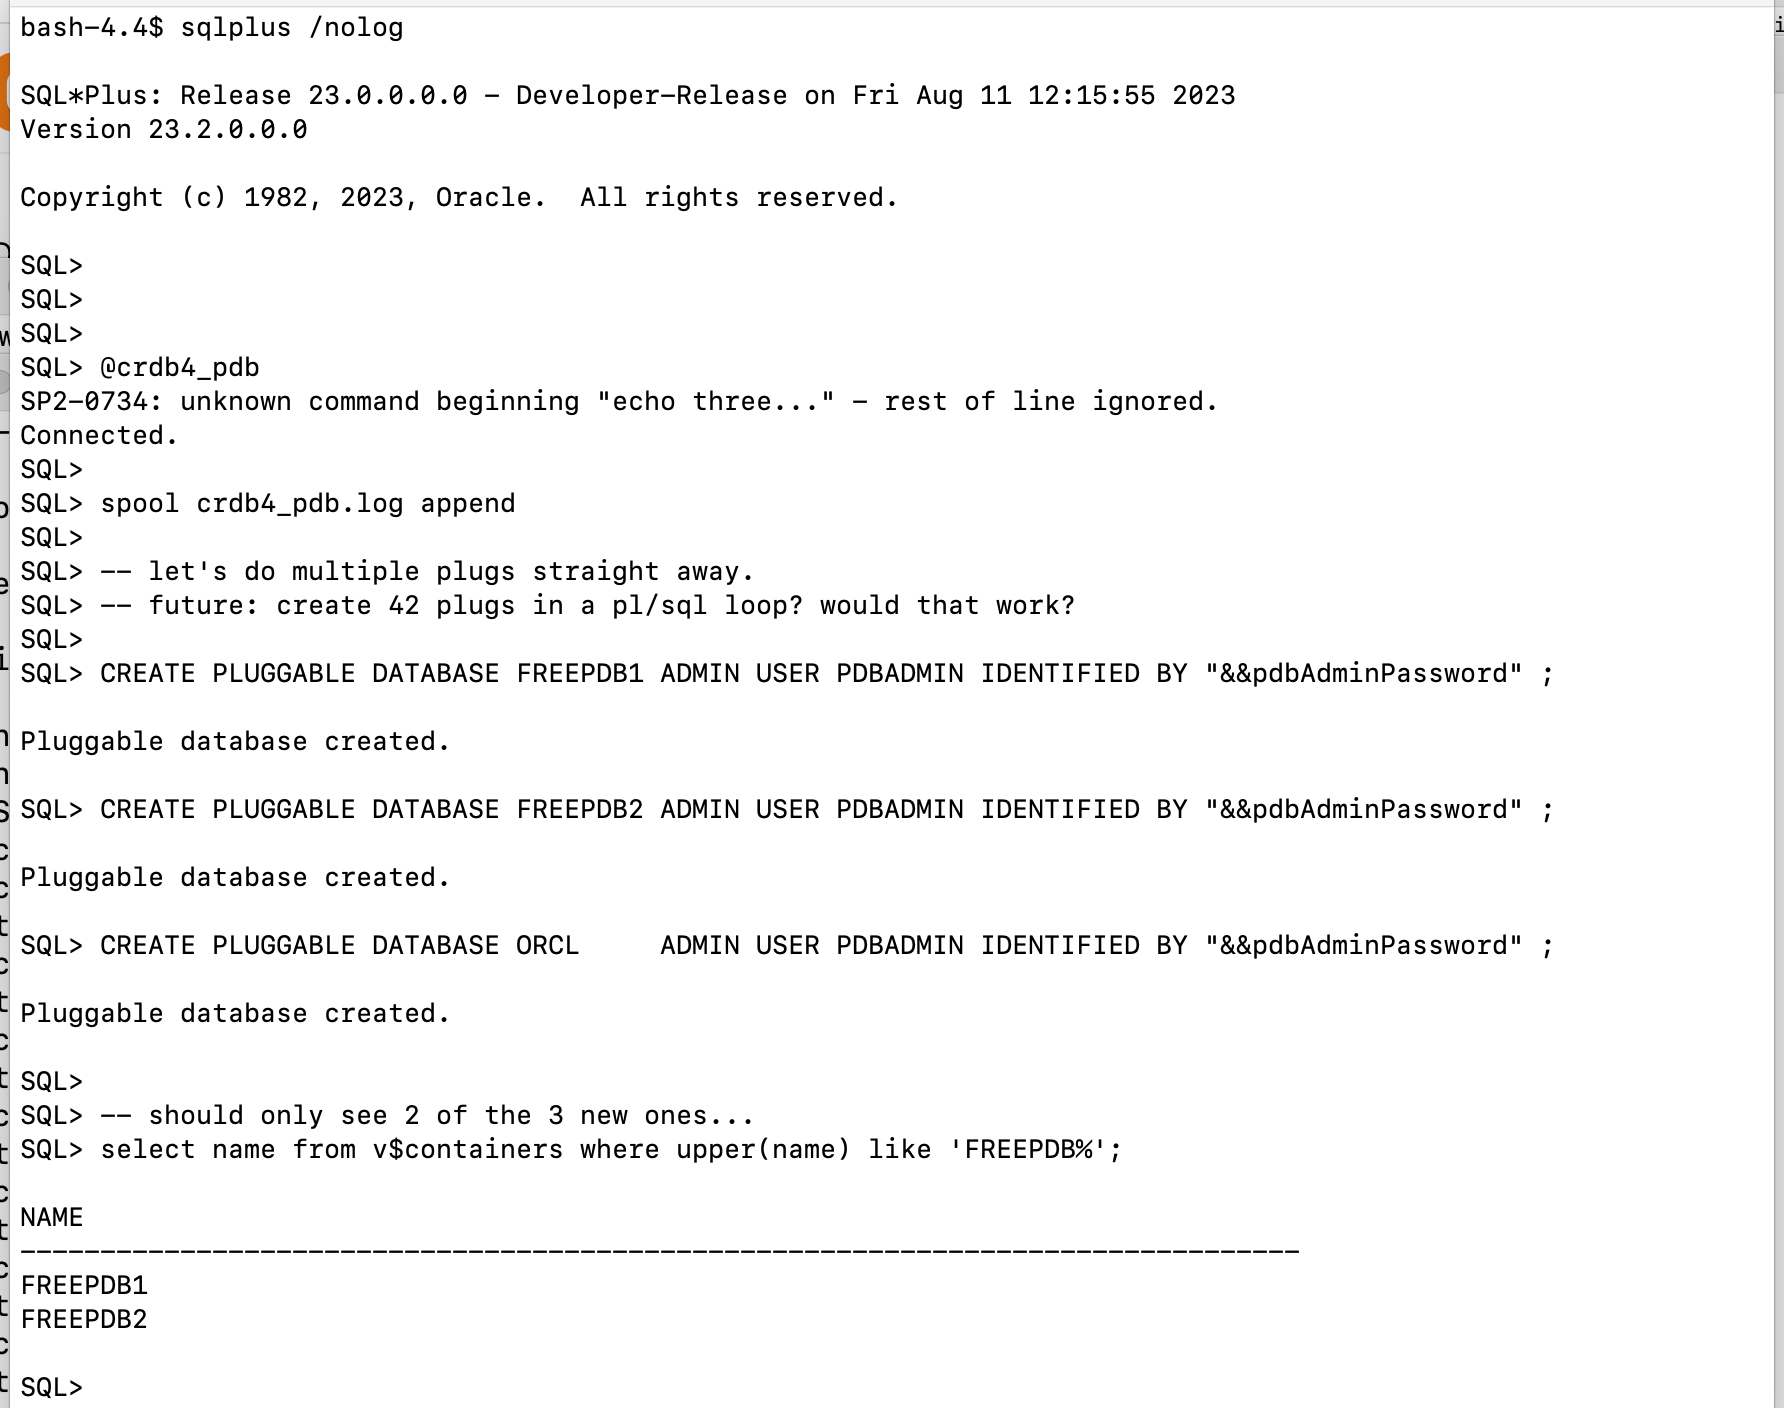 bash-4.4$ sqlplus /nolog
SQL*Plus: Release 23.0.0.0.0 - Developer-Release on Fri Aug 11 12:15:55 2023
Version 23.2.0.0.0
Copyright (c) 1982, 2023, Oracle.  All rights reserved.
SQL>
SQL>
SQL>
SQL> @crdb4_pdb
SP2-0734: unknown command beginning "echo three..." - rest of line ignored.
Connected.
SQL>
SQL> spool crdb4_pdb.log append
SQL>
SQL> -- let's do multiple plugs straight away.
SQL> -- future: create 42 plugs in a pl/sql loop? would that work?
SQL>
SQL> CREATE PLUGGABLE DATABASE FREEPDB1 ADMIN USER PDBADMIN IDENTIFIED BY "&&pdbAdminPassword" ;
Pluggable database created.
SQL> CREATE PLUGGABLE DATABASE FREEPDB2 ADMIN USER PDBADMIN IDENTIFIED BY "&&pdbAdminPassword" ;
Pluggable database created.
SQL> CREATE PLUGGABLE DATABASE ORCL     ADMIN USER PDBADMIN IDENTIFIED BY "&&pdbAdminPassword" ;
Pluggable database created.
SQL>
SQL> -- should only see 2 of the 3 new ones...
SQL> select name from v$containers where upper(name) like 'FREEPDB%';
NAME
--------------------------------------------------------------------------------
FREEPDB1
FREEPDB2
SQL>